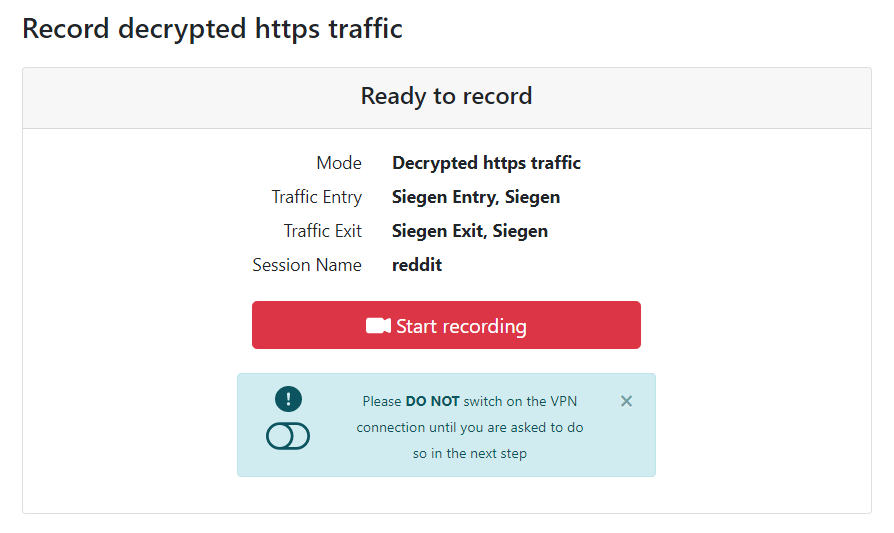 Record decrypted https traffic
Ready to record
Mode Decrypted https traffic
Traffic Entry Siegen Entry, Siegen
Traffic Exit Siegen Exit, Siegen
Session Name reddit
Start recording
Please DO NOT switch on the VPN
connection until you are asked to do
so in the next step